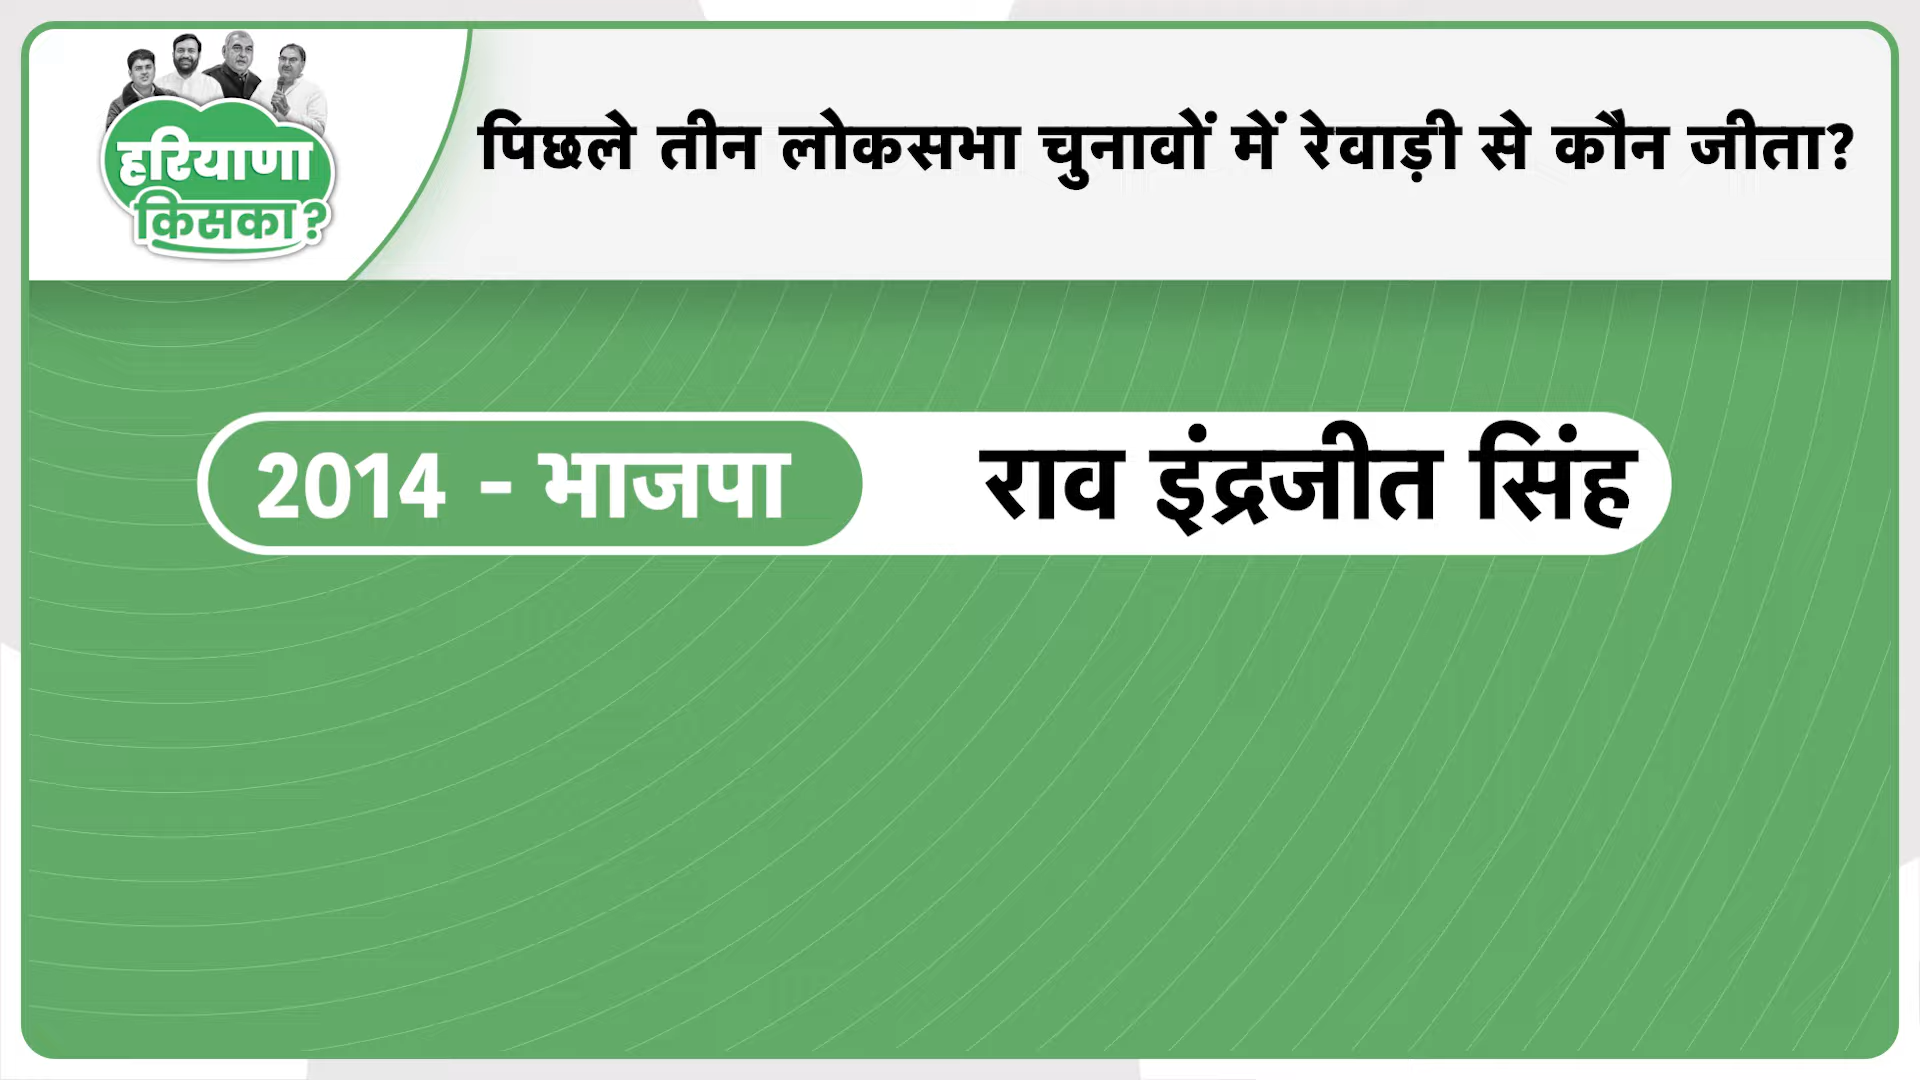 हरियाणा
किसका?
पिछले तीन लोकसभा चुनावों में रेवाड़ी से कौन जीता?
2014 - भाजपा
राव इंद्रजीत सिंह